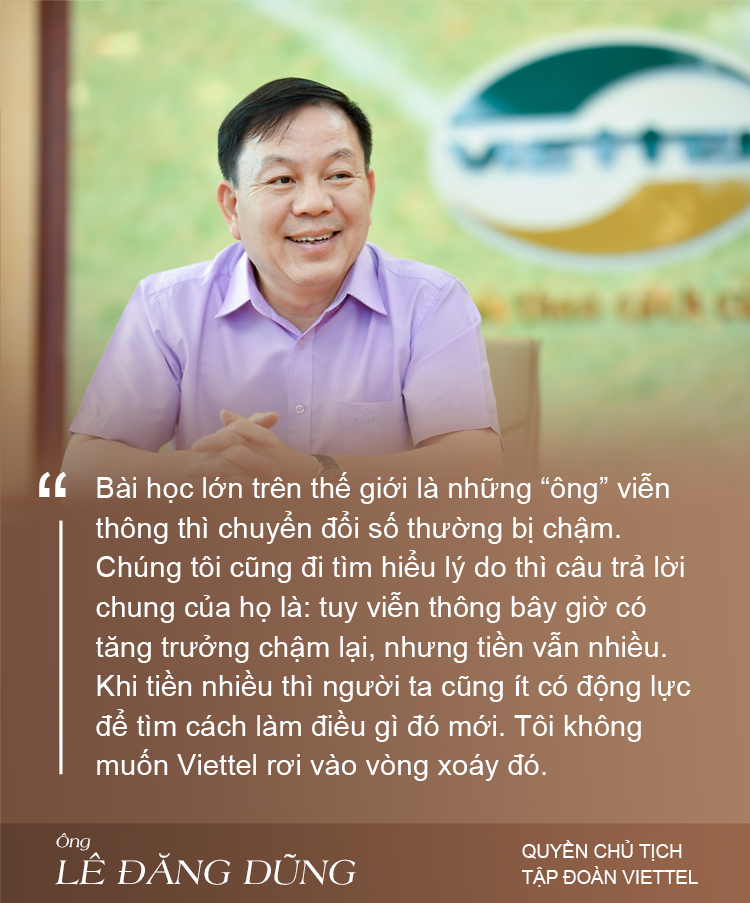 VIETTEL
“
Bài học lớn trên thế giới là những “ông” viễn
thông thì chuyển đổi số thường bị chậm.
Chúng tôi cũng đi tìm hiểu lý do thì câu trả lời
chung của họ là: tuy viễn thông bây giờ có
tăng trưởng chậm lại, nhưng tiền vẫn nhiều.
Khi tiền nhiều thì người ta cũng ít có động lực
để tìm cách làm điều gì đó mới. Tôi không
muốn Viettel rơi vào vòng xoáy đó.
Ông
LÊ ĐĂNG DŨNG
QUYỀN CHỦ TỊCH
TẬP ĐOÀN VIETTEL